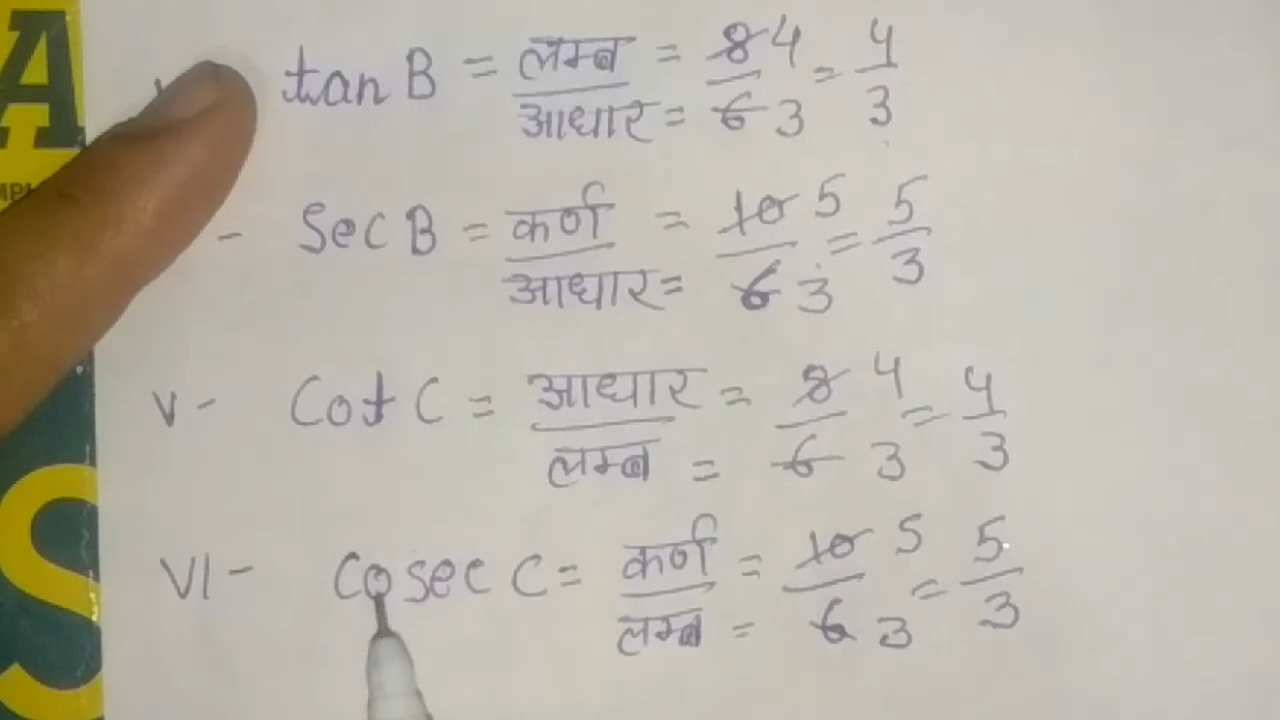 A
tan B = लम्ब / आधार = 8 4 / 6 3 = 4/3
- Sec B = कर्ण / आधार = 10 5 / 6 3 = 5/3
V - Cot C = आधार / लम्ब = 8 4 / 6 3 = 4/3
VI - Cosec C = कर्ण / लम्ब = 10 5 / 6 3 = 5/3
S